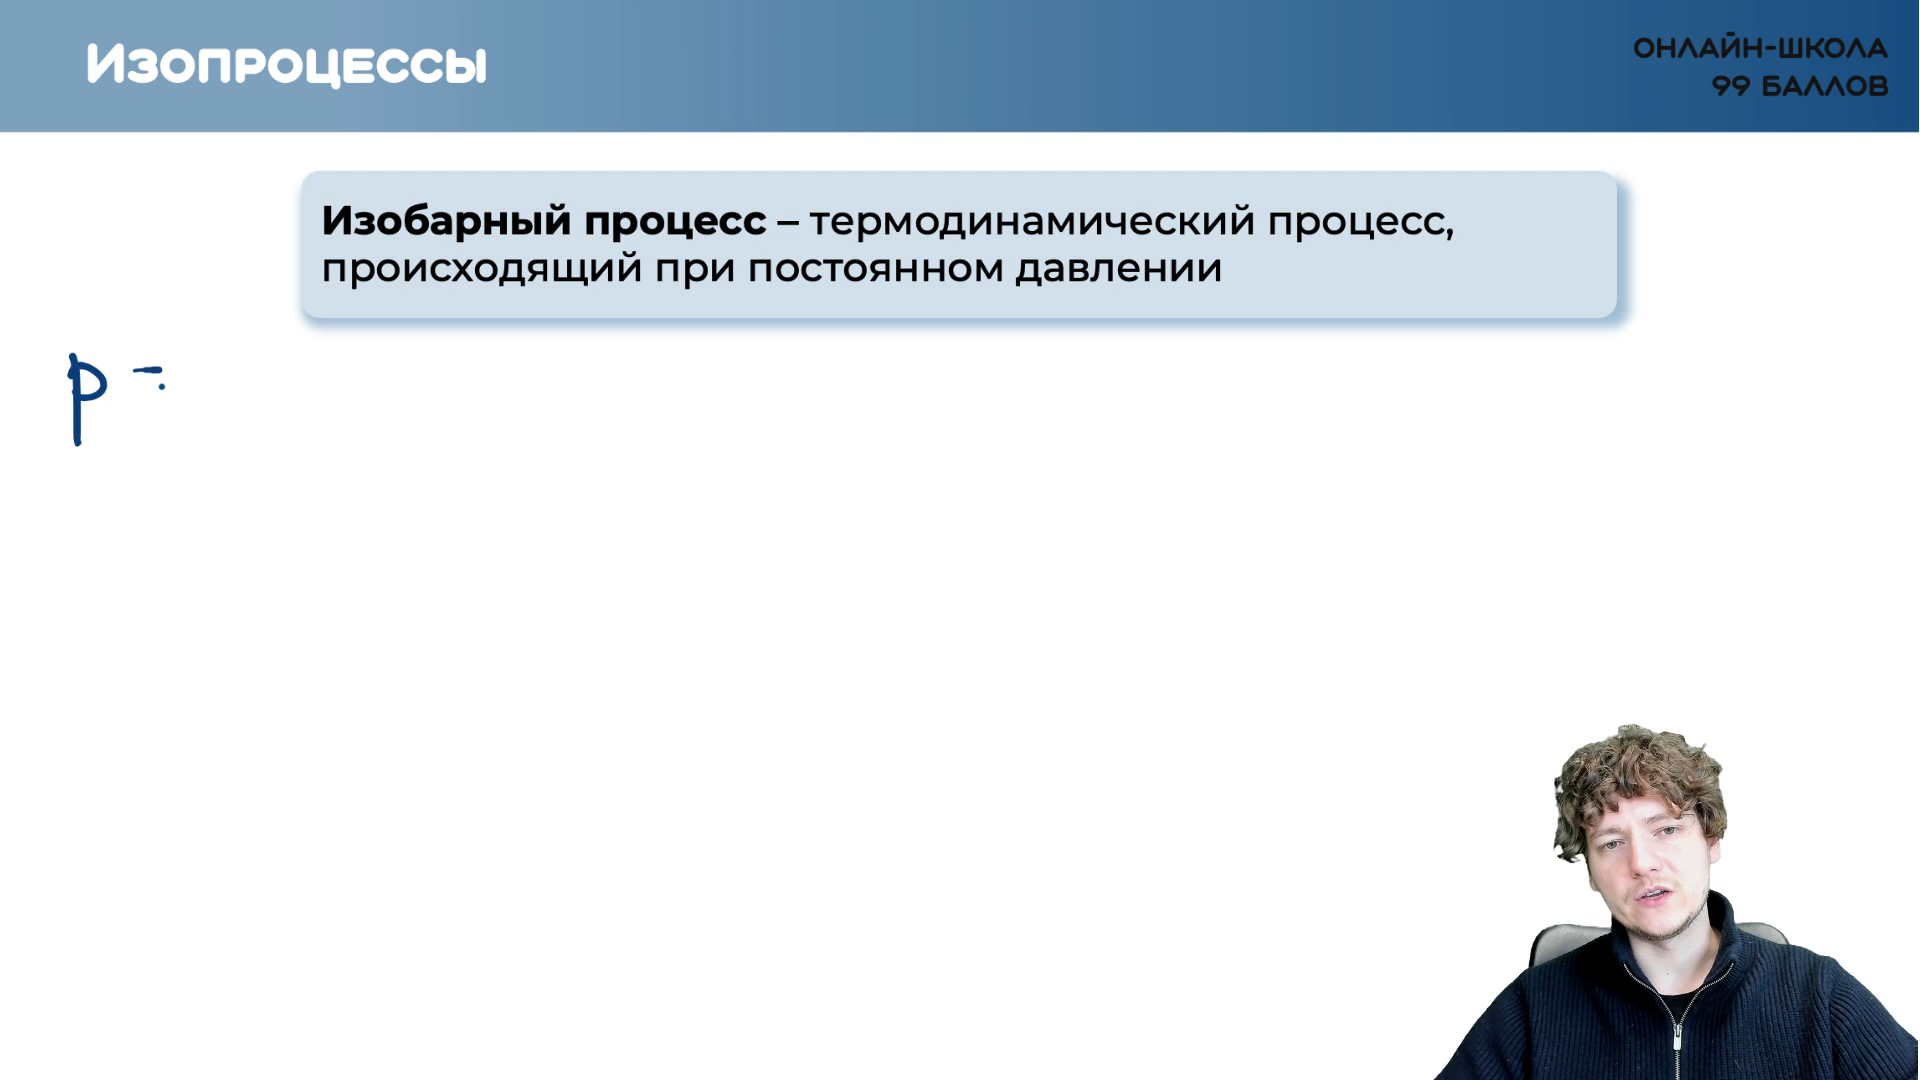 Изопроцессы
ОНЛАЙН-ШКОЛА
99 БАЛЛОВ
Изобарный процесс – термодинамический процесс,
происходящий при постоянном давлении
p =